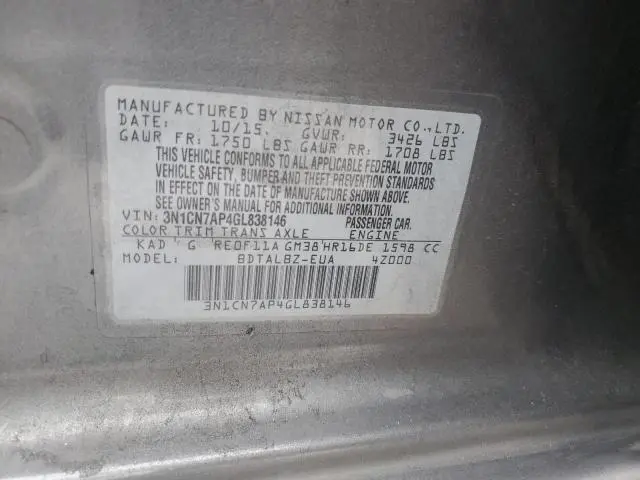 MANUFACTURED BY NISSAN MOTOR CO.,LTD.
DATE: 10/15. GVWR: 3426 LBS
GAWR FR: 1750 LBS GAWR RR: 1708 LBS
THIS VEHICLE CONFORMS TO ALL APPLICABLE FEDERAL MOTOR
VEHICLE SAFETY, BUMPER AND THEFT PREVENTION STANDARDS
IN EFFECT ON THE DATE OF MANUFACTURE SHOWN ABOVE.
SEE OWNER'S MANUAL FOR ADDITIONAL INFORMATION.
VIN: 3N1CN7AP4GL838146 PASSENGER CAR.
COLOR TRIM TRANS AXLE ENGINE
KAD G RE0F11A GM38 HR16DE 1598 CC
MODEL: BDTALBZ-EUA 4Z000
3N1CN7AP4GL838146